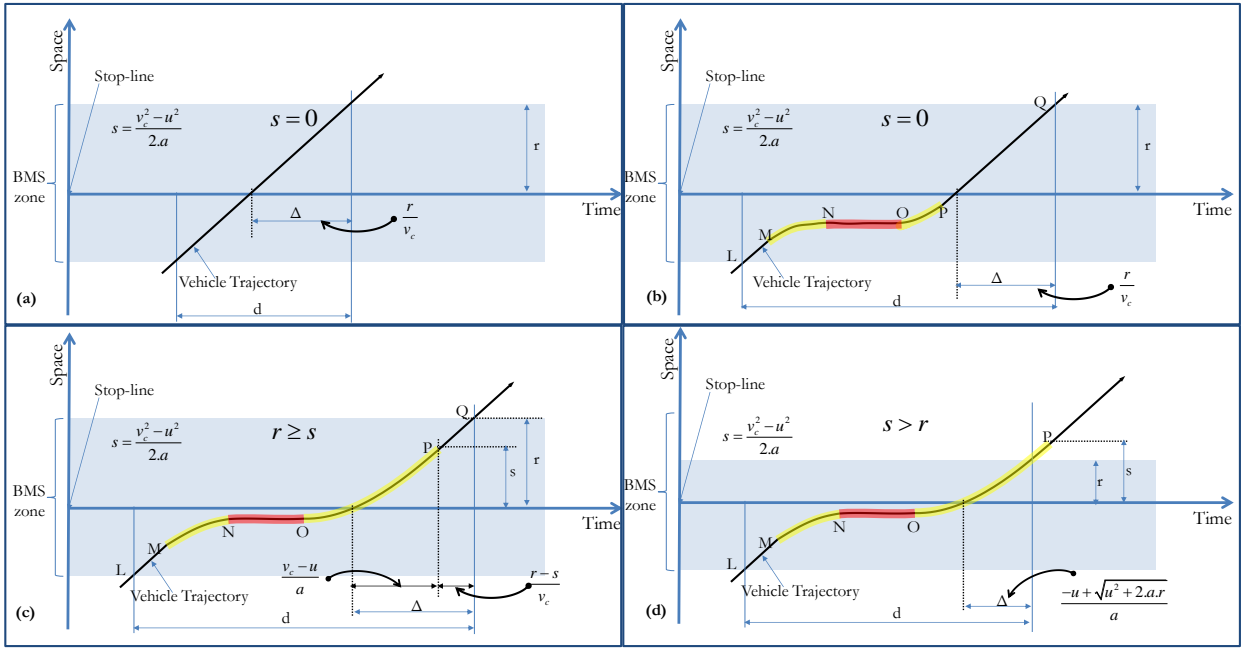 Space
Stop-line
s = (v_c^2 − u^2) / 2.a
s = 0
r
BMS zone
Time
Δ
r / v_c
Vehicle Trajectory
d
(a)
Space
Stop-line
s = (v_c^2 − u^2) / 2.a
s = 0
Q
r
BMS zone
Time
N
O
P
M
L
Vehicle Trajectory
Δ
r / v_c
d
(b)
Space
Stop-line
s = (v_c^2 − u^2) / 2.a
r ≥ s
Q
P
r
s
BMS zone
Time
N
O
M
L
Vehicle Trajectory
(v_c − u) / a
(r − s) / v_c
Δ
d
(c)
Space
Stop-line
s = (v_c^2 − u^2) / 2.a
s > r
P
s
r
BMS zone
Time
N
O
M
L
Vehicle Trajectory
Δ
(−u + √(u^2 + 2.a.r)) / a
d
(d)